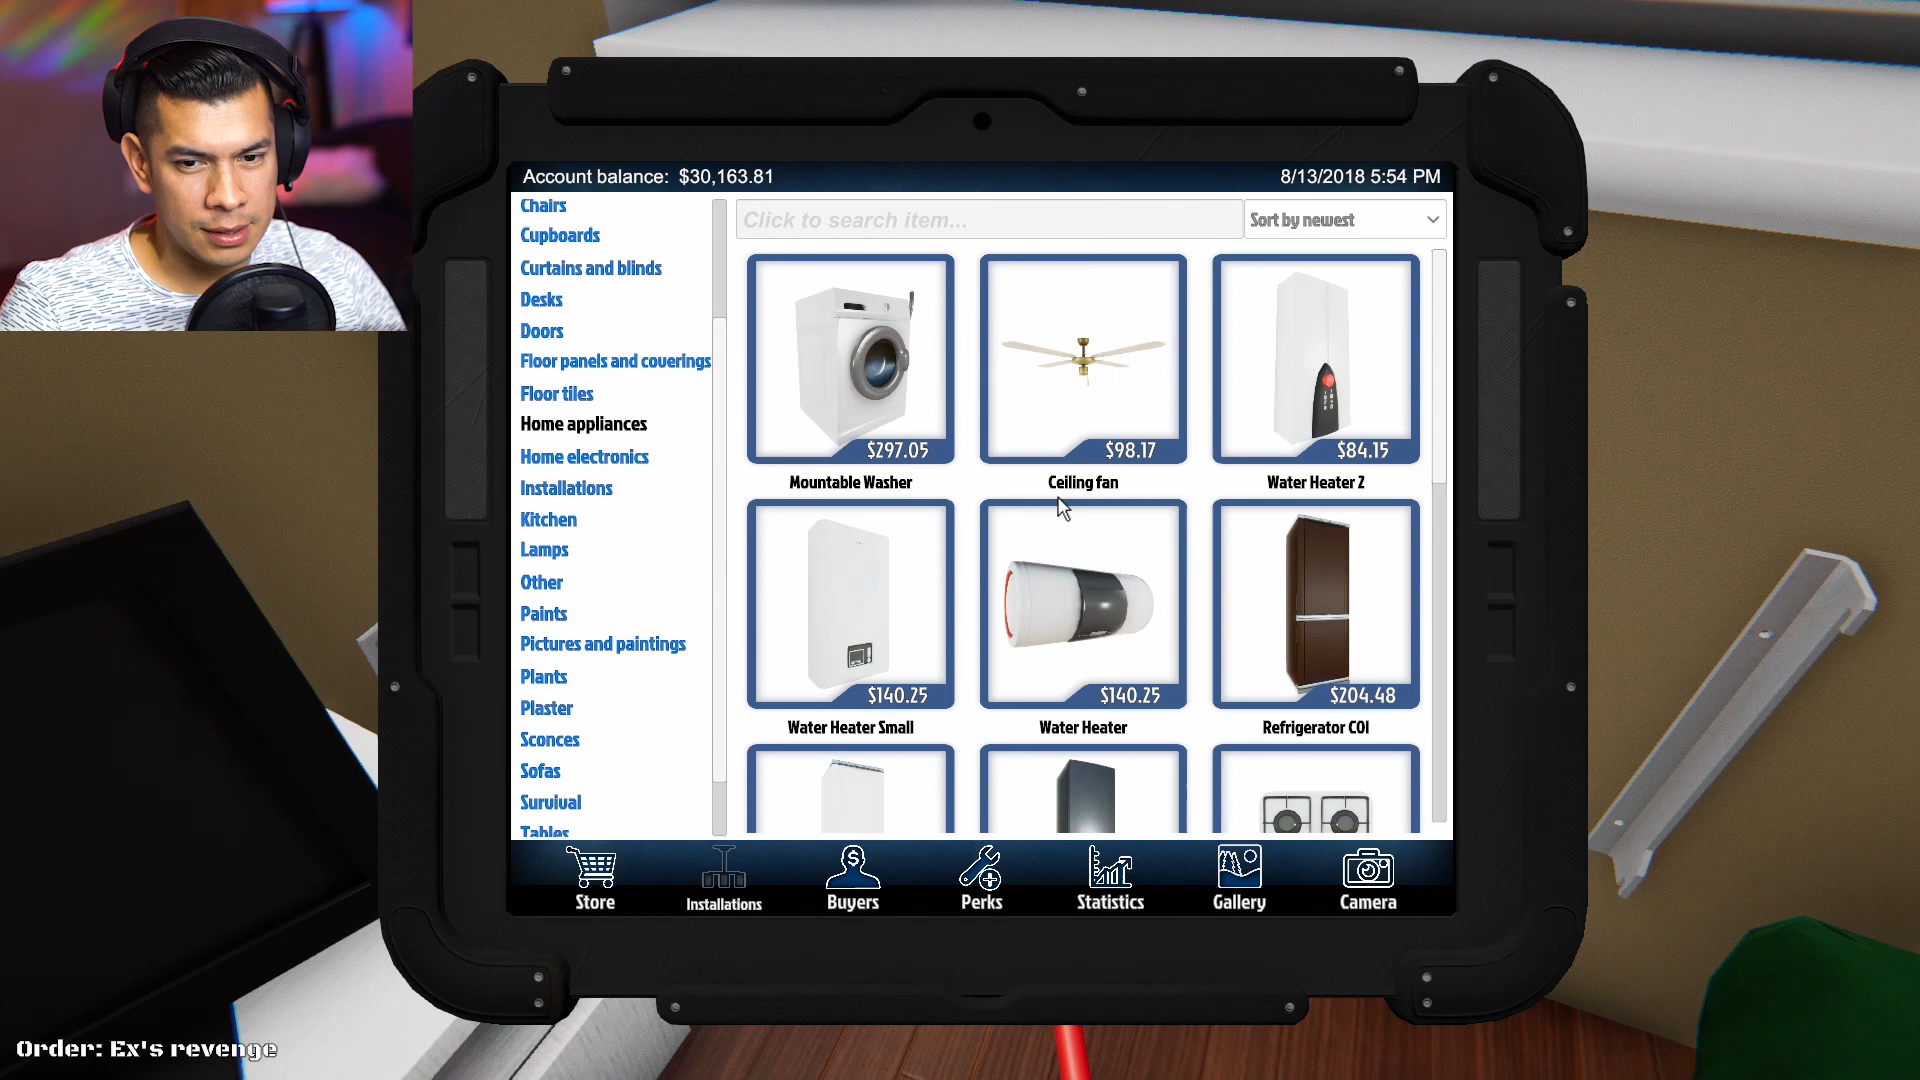 Account balance: $30,163.81
8/13/2018 5:54 PM
Chairs
Cupboards
Curtains and blinds
Desks
Doors
Floor panels and coverings
Floor tiles
Home appliances
Home electronics
Installations
Kitchen
Lamps
Other
Paints
Pictures and paintings
Plants
Plaster
Sconces
Sofas
Survival
Tables
Click to search item...
Sort by newest
$297.05
$98.17
$84.15
Mountable Washer
Ceiling fan
Water Heater 2
$140.25
$140.25
$204.48
Water Heater Small
Water Heater
Refrigerator C01
Store
Installations
Buyers
Perks
Statistics
Gallery
Camera
Order: Ex's revenge